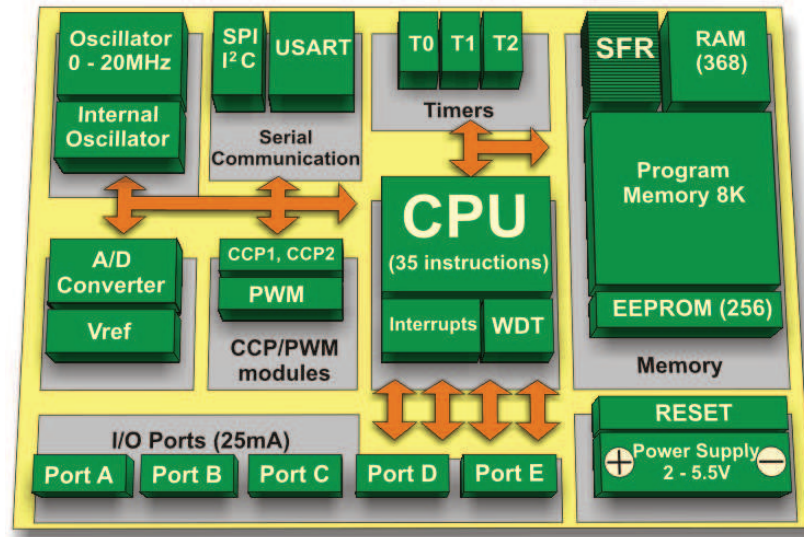 Oscillator
0 - 20MHz
Internal
Oscillator
SPI
I²C
USART
Serial
Communication
T0
T1
T2
Timers
SFR
RAM
(368)
Program
Memory 8K
EEPROM (256)
Memory
A/D
Converter
Vref
CCP1, CCP2
PWM
CCP/PWM
modules
CPU
(35 instructions)
Interrupts
WDT
I/O Ports (25mA)
Port A
Port B
Port C
Port D
Port E
RESET
+
Power Supply
2 - 5.5V
−